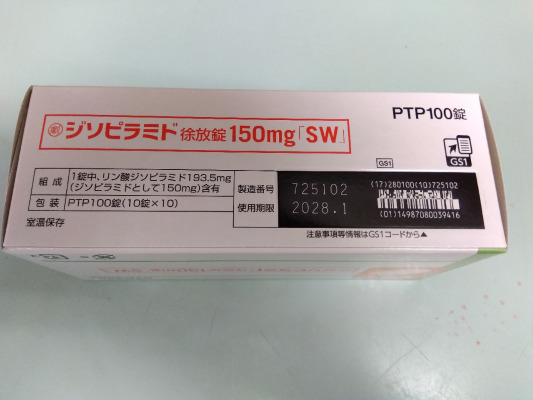 PTP100錠
劇 ジソピラミド徐放錠150mg「SW」
GS1
GS1
組成 1錠中、リン酸ジソピラミド193.5mg
(ジソピラミドとして150mg)含有
包装 PTP100錠(10錠×10)
室温保存
製造番号 725102
使用期限 2028.1
(17)280100(10)725102
(01)14987080039416
注意事項等情報はGS1コードから▲